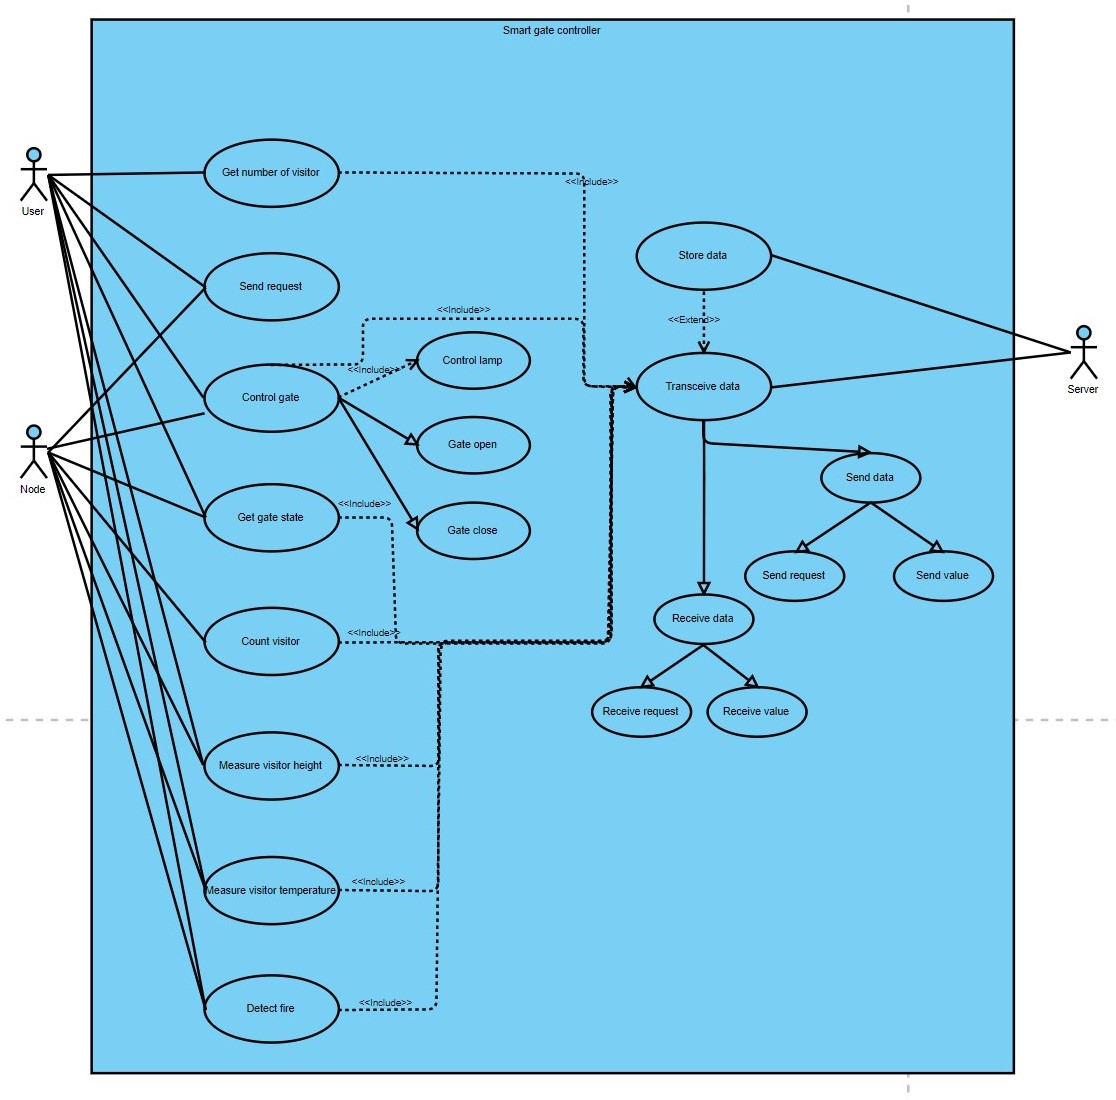 Smart gate controller
User
Get number of visitor
<<Include>>
Send request
Store data
<<Extend>>
<<Include>>
Control lamp
<<Include>>
Control gate
Transceive data
Server
Gate open
Node
Send data
<<Include>>
Get gate state
Gate close
Send request
Send value
Receive data
<<Include>>
Count visitor
Receive request
Receive value
<<Include>>
Measure visitor height
<<Include>>
Measure visitor temperature
<<Include>>
Detect fire